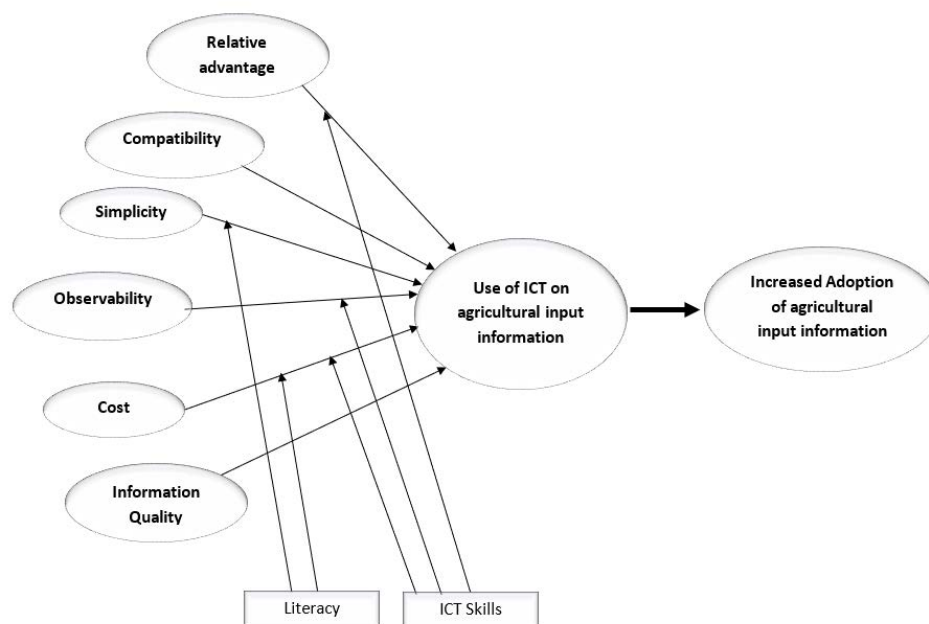 Relative
advantage
Compatibility
Simplicity
Observability
Cost
Information
Quality
Use of ICT on
agricultural input
information
Increased Adoption
of agricultural
input information
Literacy
ICT Skills